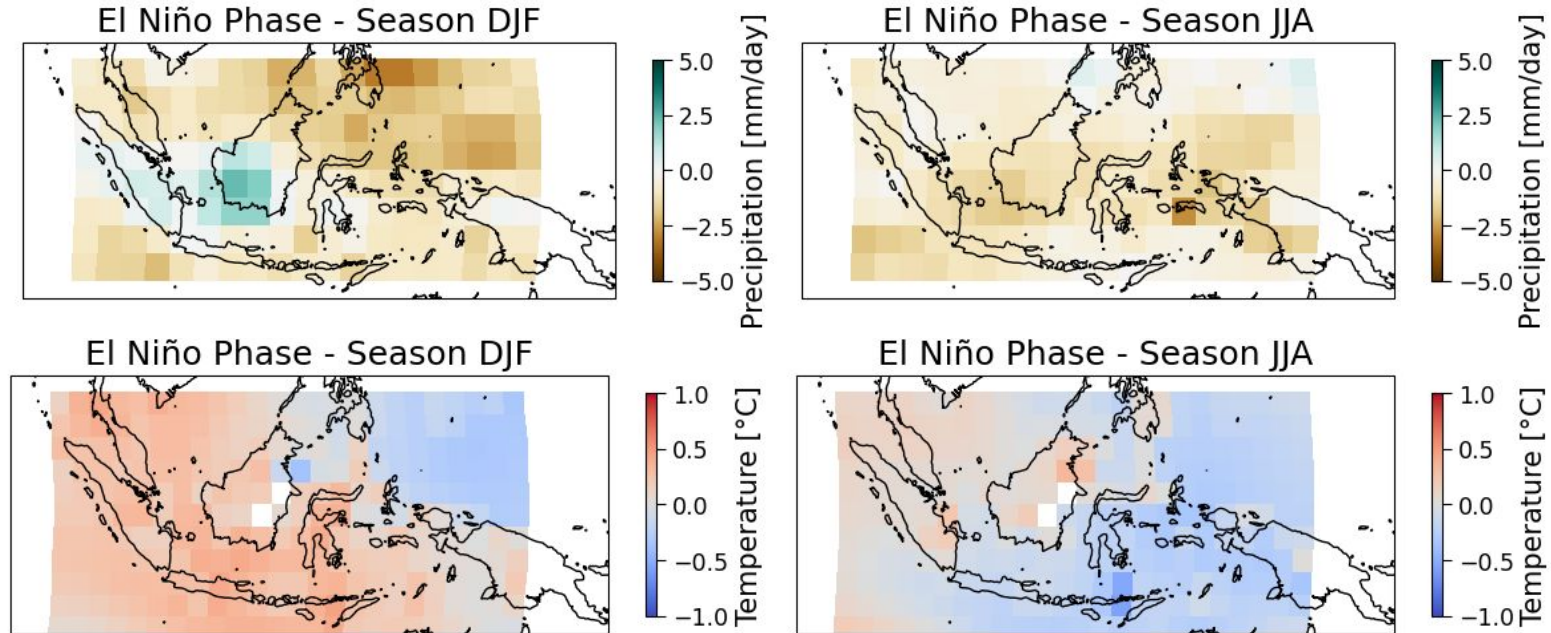 El Niño Phase - Season DJF
5.0
2.5
0.0
−2.5
−5.0
Precipitation [mm/day]
El Niño Phase - Season JJA
5.0
2.5
0.0
−2.5
−5.0
Precipitation [mm/day]
El Niño Phase - Season DJF
1.0
0.5
0.0
−0.5
−1.0
Temperature [°C]
El Niño Phase - Season JJA
1.0
0.5
0.0
−0.5
−1.0
Temperature [°C]